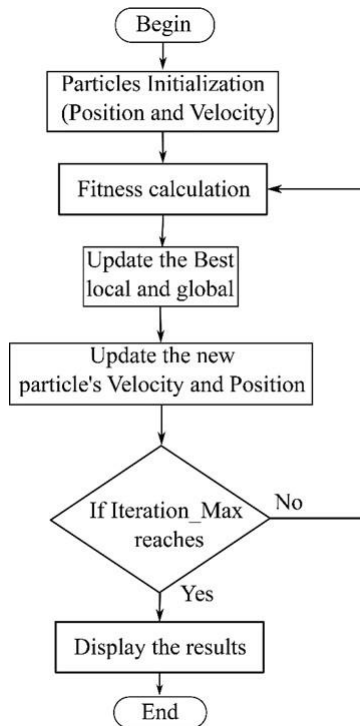 Begin
Particles Initialization
(Position and Velocity)
Fitness calculation
Update the Best
local and global
Update the new
particle's Velocity and Position
If Iteration_Max
reaches
No
Yes
Display the results
End